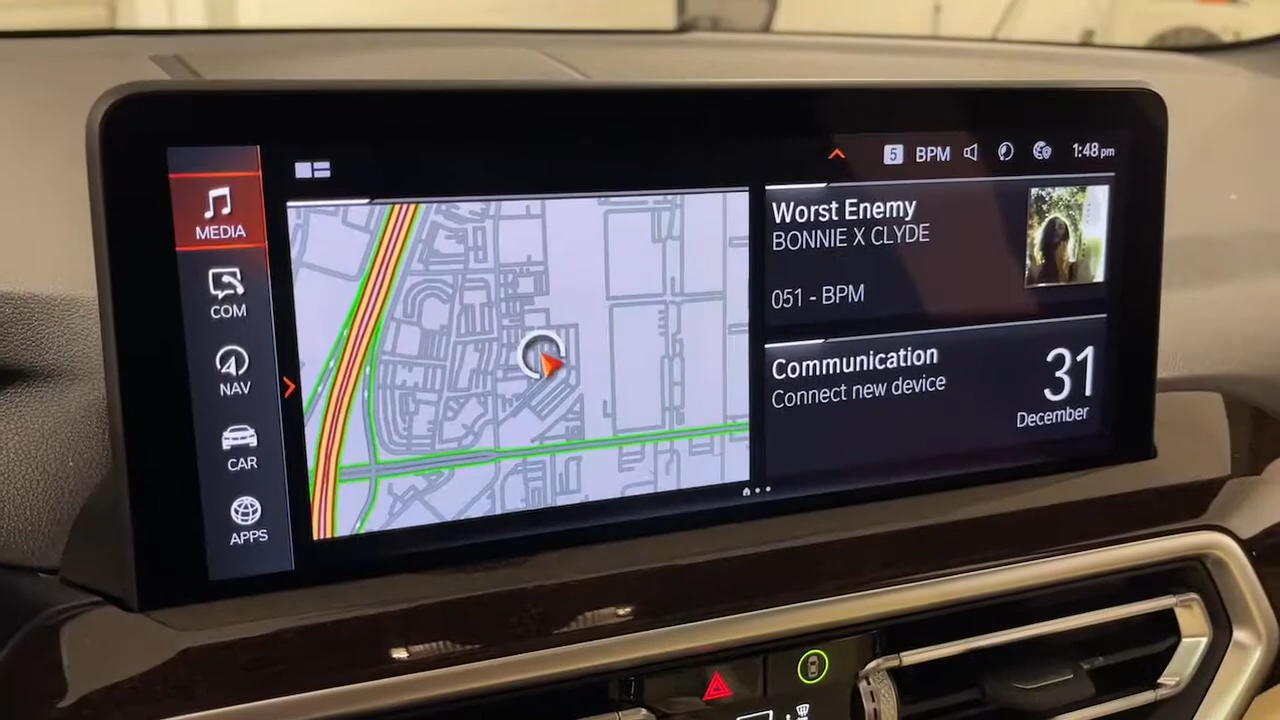 5 BPM 1:48 pm
MEDIA
COM
NAV
CAR
APPS
Worst Enemy
BONNIE X CLYDE
051 - BPM
Communication
Connect new device
31
December